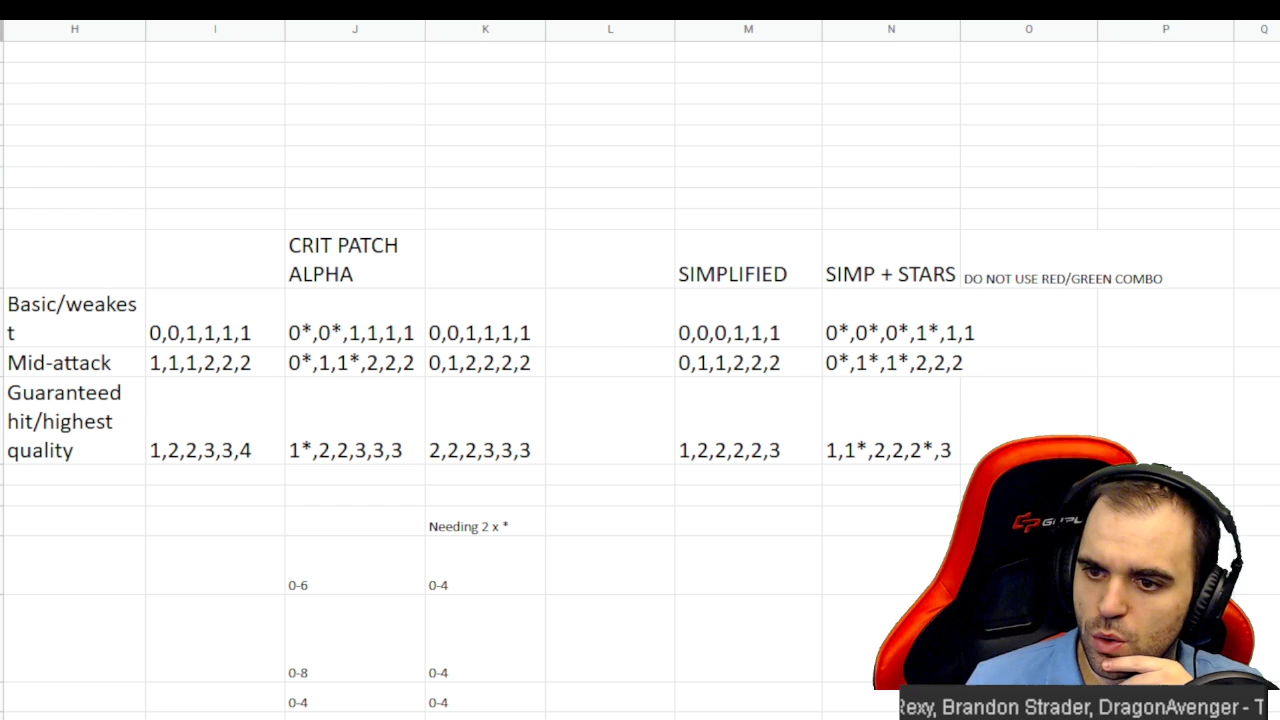 H I J K L M N O P Q
CRIT PATCH
ALPHA
SIMPLIFIED
SIMP + STARS
DO NOT USE RED/GREEN COMBO
Basic/weakes
t
0,0,1,1,1,1
0*,0*,1,1,1,1
0,0,1,1,1,1
0,0,0,1,1,1
0*,0*,0*,1*,1,1
Mid-attack
1,1,1,2,2,2
0*,1,1*,2,2,2
0,1,2,2,2,2
0,1,1,2,2,2
0*,1*,1*,2,2,2
Guaranteed
hit/highest
quality
1,2,2,3,3,4
1*,2,2,3,3,3
2,2,2,3,3,3
1,2,2,2,2,3
1,1*,2,2,2*,3
Needing 2 x *
0-6
0-4
0-8
0-4
0-4
0-4
Rexy, Brandon Strader, DragonAvenger - T